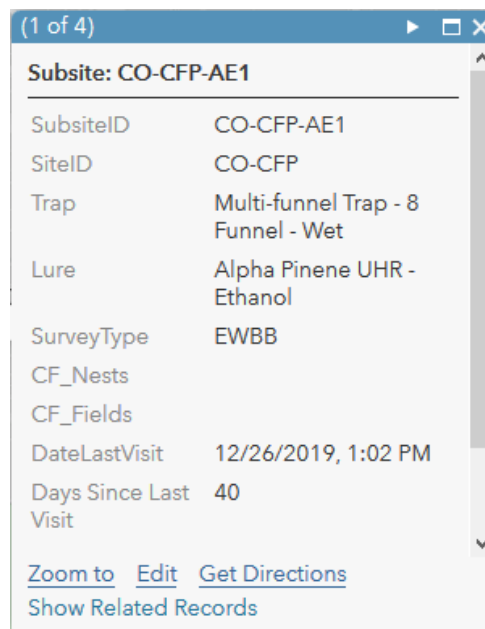 (1 of 4)
Subsite: CO-CFP-AE1
SubsiteID CO-CFP-AE1
SiteID CO-CFP
Trap Multi-funnel Trap - 8
Funnel - Wet
Lure Alpha Pinene UHR -
Ethanol
SurveyType EWBB
CF_Nests
CF_Fields
DateLastVisit 12/26/2019, 1:02 PM
Days Since Last 40
Visit
Zoom to Edit Get Directions
Show Related Records